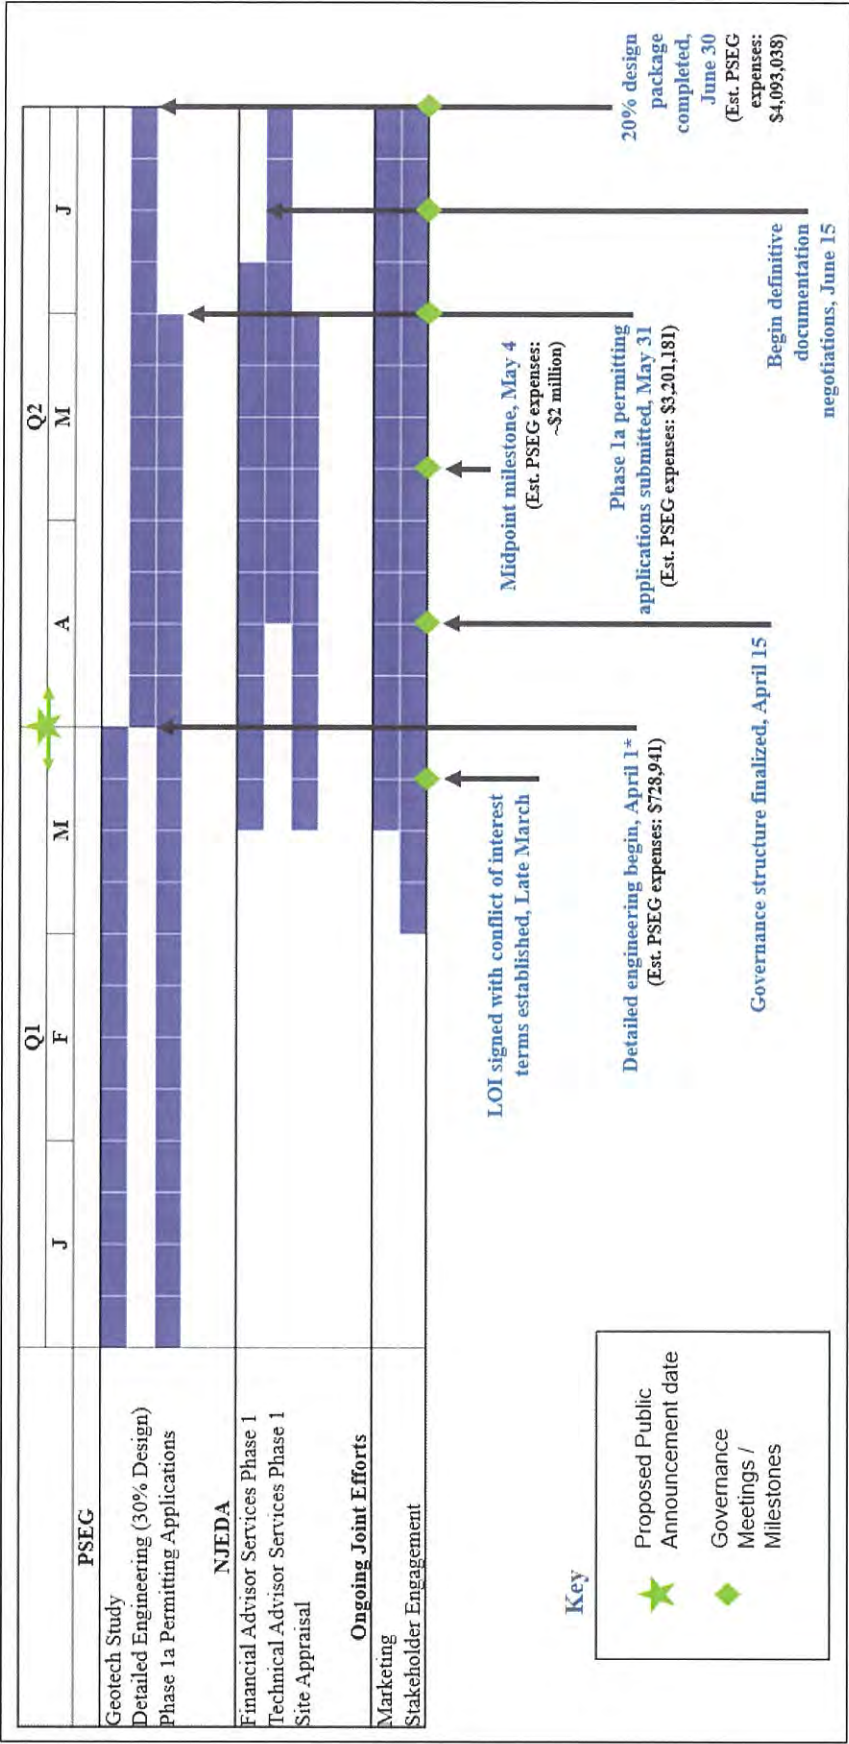 Q1
Q2
J
F
M
A
M
J
PSEG
Geotech Study
Detailed Engineering (30% Design)
Phase 1a Permitting Applications
NJEDA
Financial Advisor Services Phase 1
Technical Advisor Services Phase 1
Site Appraisal
Ongoing Joint Efforts
Marketing
Stakeholder Engagement
LOI signed with conflict of interest
terms established, Late March
Detailed engineering begin, April 1*
(Est. PSEG expenses: $728,941)
Governance structure finalized, April 15
Midpoint milestone, May 4
(Est. PSEG expenses:
~$2 million)
Phase 1a permitting
applications submitted, May 31
(Est. PSEG expenses: $3,201,181)
Begin definitive
documentation
negotiations, June 15
20% design
package
completed,
June 30
(Est. PSEG
expenses:
$4,093,038)
Key
Proposed Public
Announcement date
Governance
Meetings /
Milestones